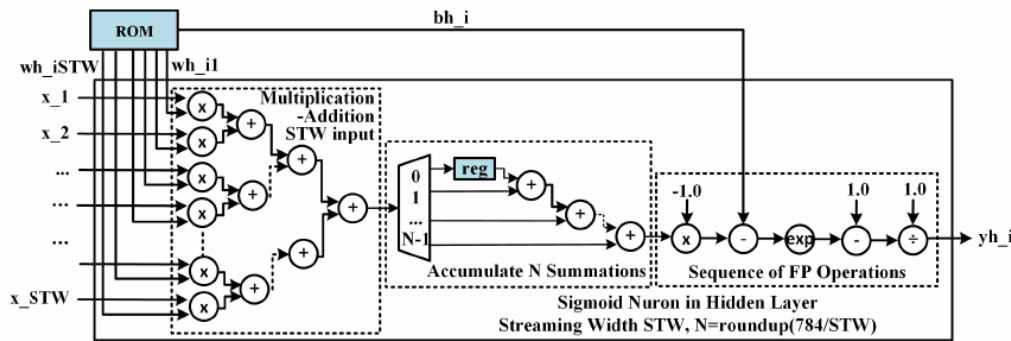 ROM
bh_i
wh_iSTW
wh_i1
x_1
x_2
...
...
...
x_STW
x
x
x
x
x
x
+
+
+
+
+
+
Multiplication
-Addition
STW input
0
1
...
N-1
reg
+
+
+
Accumulate N Summations
-1.0
1.0
1.0
x
-
exp
-
÷
yh_i
Sequence of FP Operations
Sigmoid Nuron in Hidden Layer
Streaming Width STW, N=roundup(784/STW)